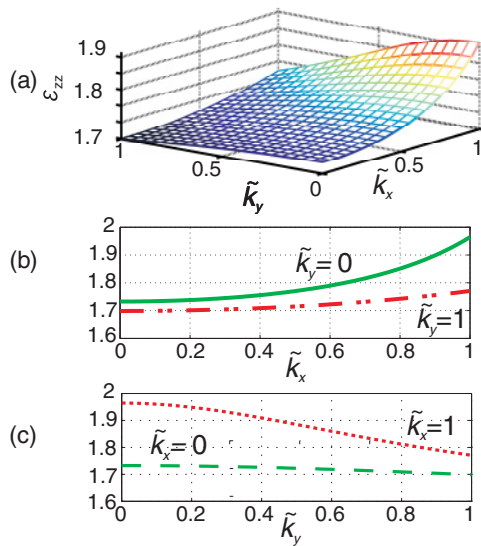 (a)
ε_zz
1.9
1.8
1.7
1
0.5
0
k̃_y
0.5
1
k̃_x
(b)
2
1.9
1.8
1.7
1.6
k̃_y = 0
k̃_y = 1
0 0.2 0.4 0.6 0.8 1
k̃_x
(c)
2
1.9
1.8
1.7
1.6
k̃_x = 0
k̃_x = 1
0 0.2 0.4 0.6 0.8 1
k̃_y